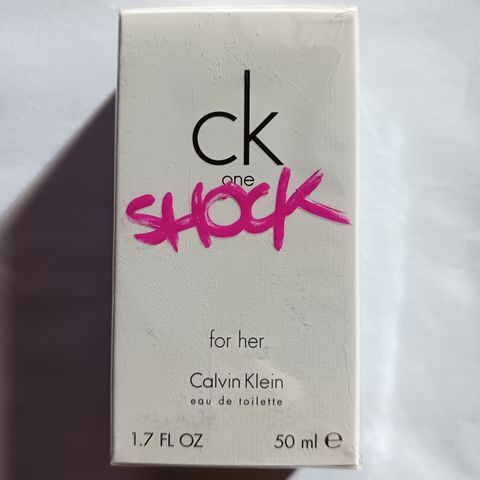 ck
one
SHOCK
for her
Calvin Klein
eau de toilette
1.7 FL OZ 50 ml ℮